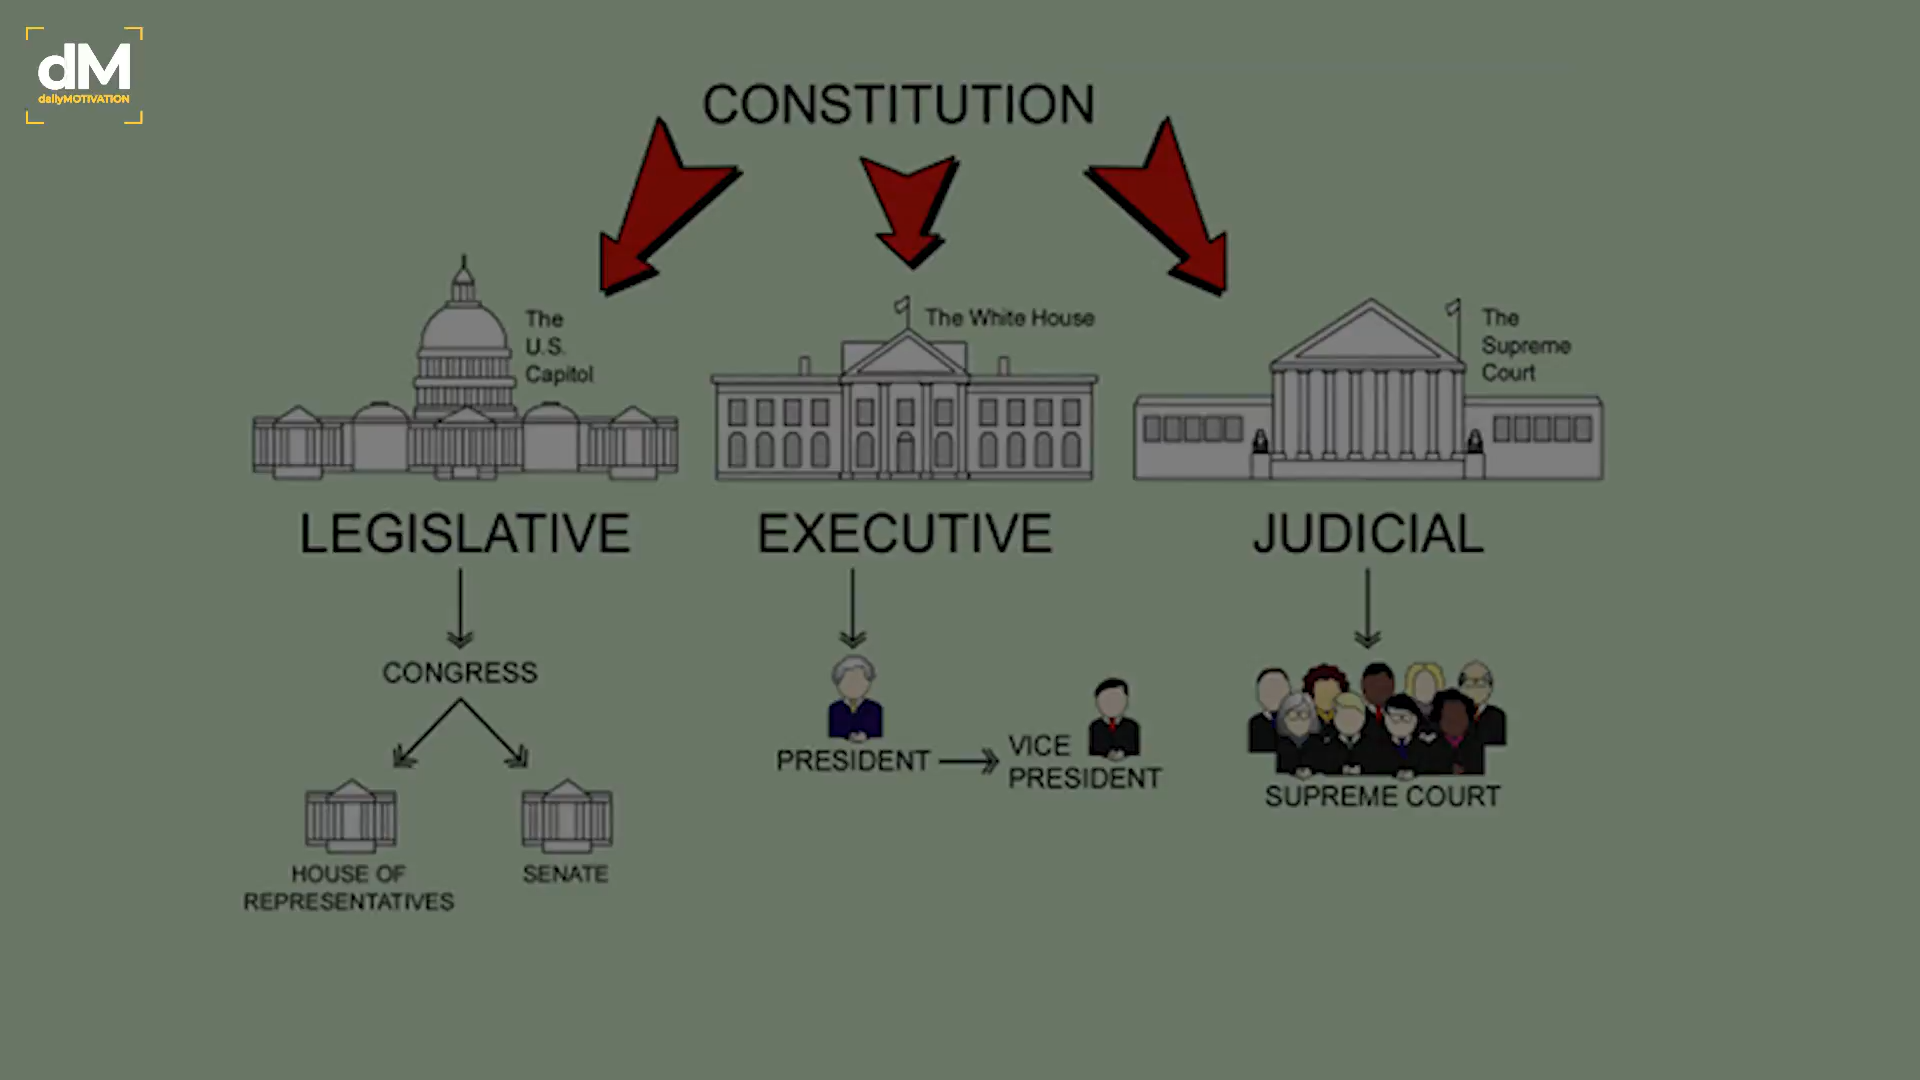 dM
dailyMOTIVATION
CONSTITUTION
The
U.S.
Capitol
The White House
The
Supreme
Court
LEGISLATIVE
EXECUTIVE
JUDICIAL
CONGRESS
HOUSE OF
REPRESENTATIVES
SENATE
PRESIDENT
VICE
PRESIDENT
SUPREME COURT